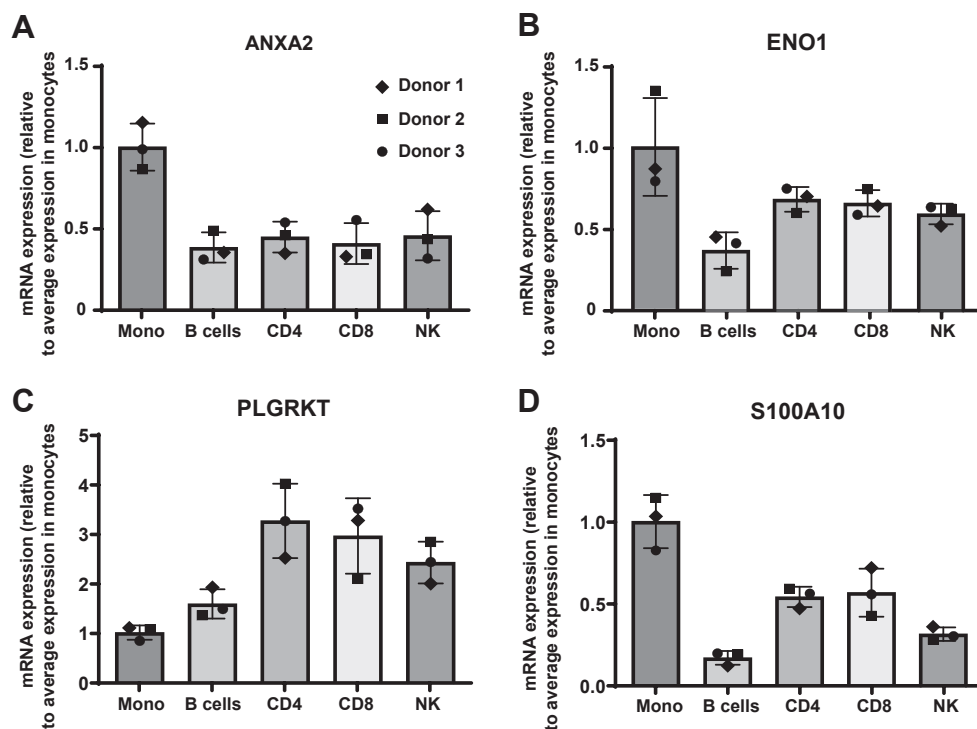 A
ANXA2
mRNA expression (relative
to average expression in monocytes
1.5
1.0
0.5
0
Donor 1
Donor 2
Donor 3
Mono B cells CD4 CD8 NK
B
ENO1
mRNA expression (relative
to average expression in monocytes
1.5
1.0
0.5
0
Mono B cells CD4 CD8 NK
C
PLGRKT
mRNA expression (relative
to average expression in monocytes
5
4
3
2
1
0
Mono B cells CD4 CD8 NK
D
S100A10
mRNA expression (relative
to average expression in monocytes
1.5
1.0
0.5
0.0
Mono B cells CD4 CD8 NK